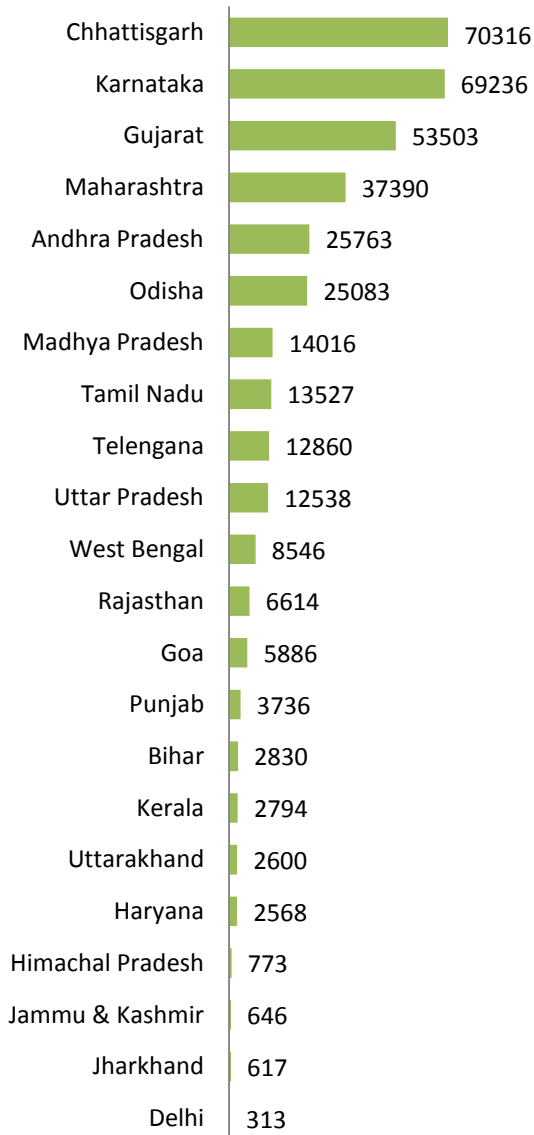 Chhattisgarh 70316
Karnataka 69236
Gujarat 53503
Maharashtra 37390
Andhra Pradesh 25763
Odisha 25083
Madhya Pradesh 14016
Tamil Nadu 13527
Telengana 12860
Uttar Pradesh 12538
West Bengal 8546
Rajasthan 6614
Goa 5886
Punjab 3736
Bihar 2830
Kerala 2794
Uttarakhand 2600
Haryana 2568
Himachal Pradesh 773
Jammu & Kashmir 646
Jharkhand 617
Delhi 313